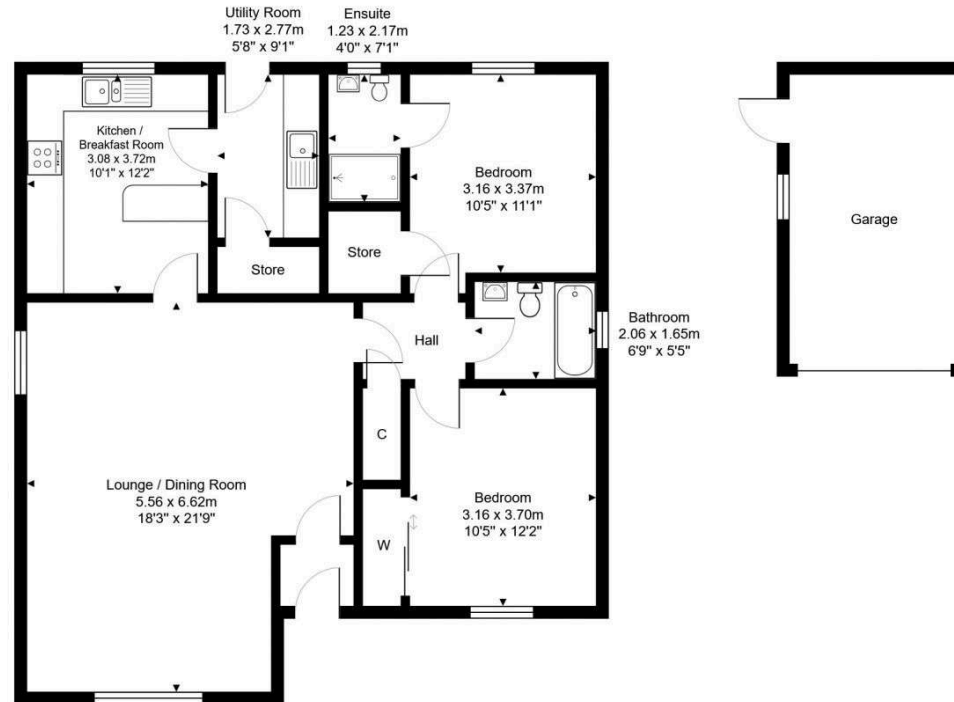 Utility Room
1.73 x 2.77m
5'8" x 9'1"
Ensuite
1.23 x 2.17m
4'0" x 7'1"
Kitchen /
Breakfast Room
3.08 x 3.72m
10'1" x 12'2"
Bedroom
3.16 x 3.37m
10'5" x 11'1"
Garage
Store
Store
Hall
Bathroom
2.06 x 1.65m
6'9" x 5'5"
C
Lounge / Dining Room
5.56 x 6.62m
18'3" x 21'9"
Bedroom
3.16 x 3.70m
10'5" x 12'2"
W